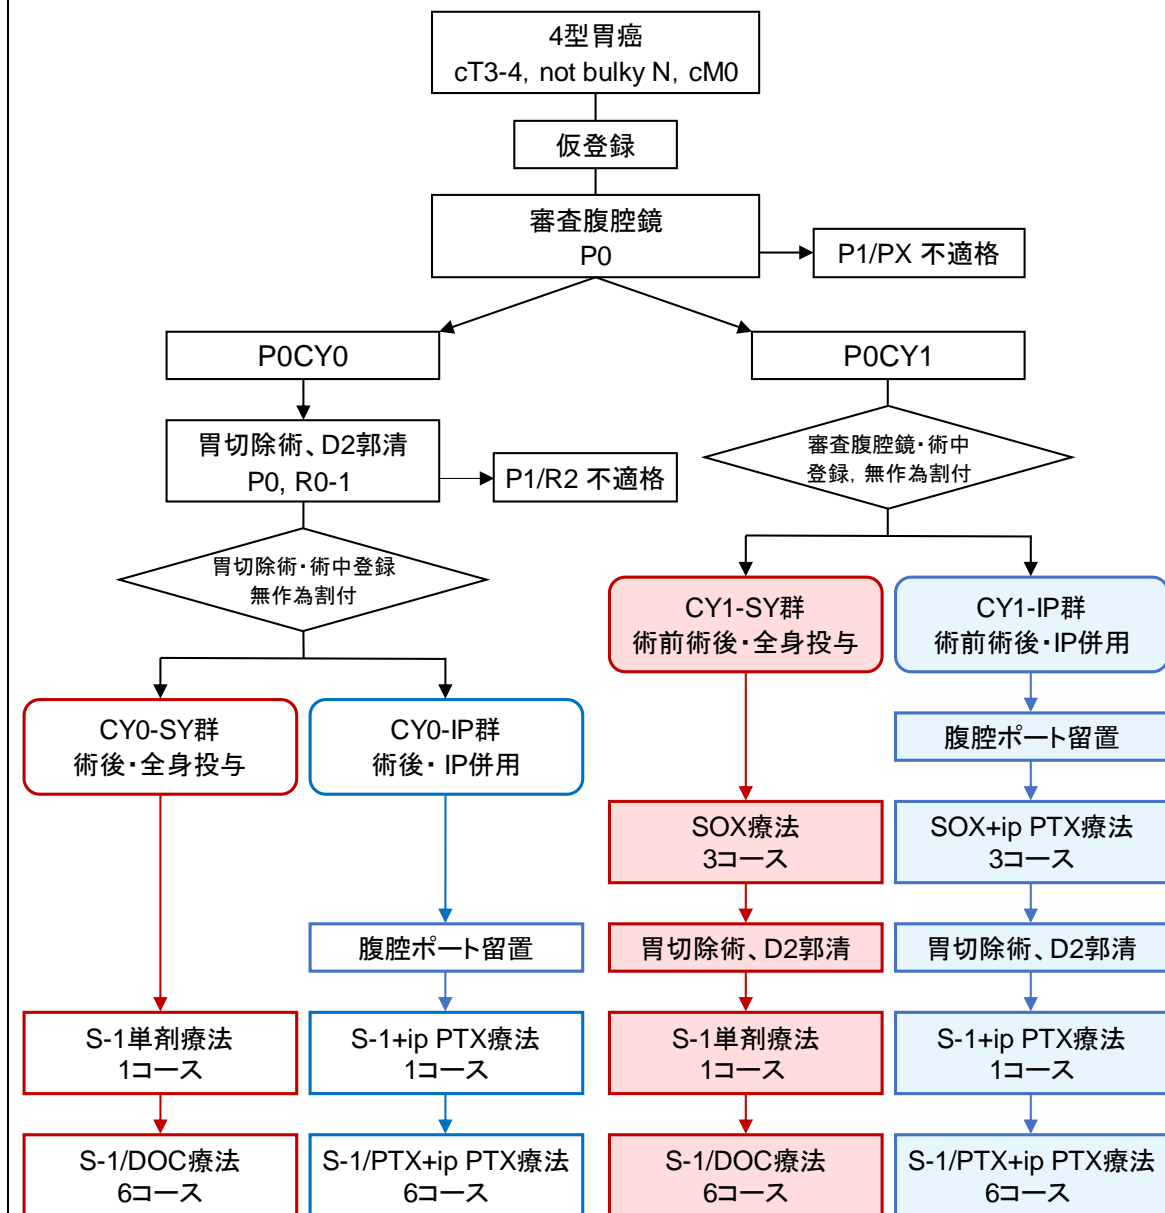 4型胃癌
cT3-4, not bulky N, cM0
仮登録
審査腹腔鏡
P0
P1/PX 不適格
P0CY0
P0CY1
胃切除術、D2郭清
P0, R0-1
P1/R2 不適格
審査腹腔鏡・術中
登録, 無作為割付
胃切除術・術中登録
無作為割付
CY1-SY群
術前術後・全身投与
CY1-IP群
術前術後・IP併用
CY0-SY群
術後・全身投与
CY0-IP群
術後・ IP併用
腹腔ポート留置
SOX療法
3コース
SOX+ip PTX療法
3コース
腹腔ポート留置
胃切除術、D2郭清
胃切除術、D2郭清
S-1単剤療法
1コース
S-1+ip PTX療法
1コース
S-1単剤療法
1コース
S-1+ip PTX療法
1コース
S-1/DOC療法
6コース
S-1/PTX+ip PTX療法
6コース
S-1/DOC療法
6コース
S-1/PTX+ip PTX療法
6コース